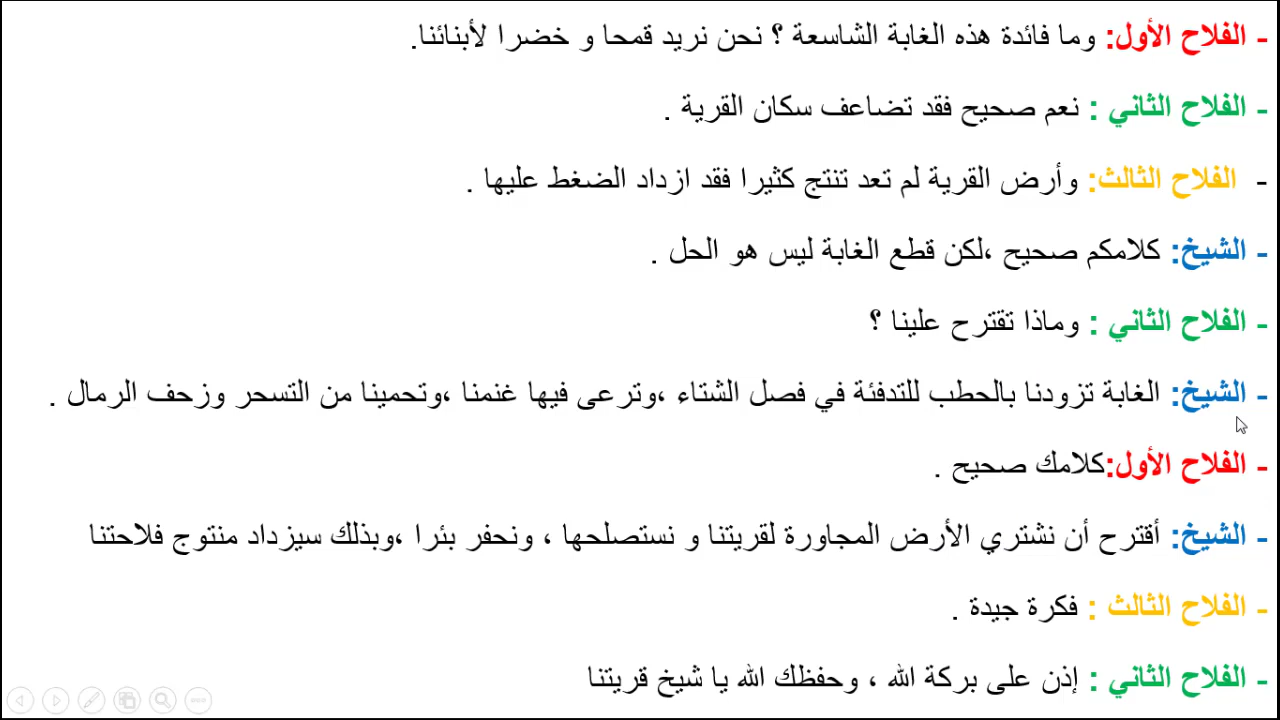 - الفلاح الأول: وما فائدة هذه الغابة الشاسعة ؟ نحن نريد قمحا و خضرا لأبنائنا.
- الفلاح الثاني : نعم صحيح فقد تضاعف سكان القرية .
- الفلاح الثالث: وأرض القرية لم تعد تنتج كثيرا فقد ازداد الضغط عليها .
- الشيخ: كلامكم صحيح ،لكن قطع الغابة ليس هو الحل .
- الفلاح الثاني : وماذا تقترح علينا ؟
- الشيخ: الغابة تزودنا بالحطب للتدفئة في فصل الشتاء ،وترعى فيها غنمنا ،وتحمينا من التسحر وزحف الرمال .
- الفلاح الأول:كلامك صحيح .
- الشيخ: أقترح أن نشتري الأرض المجاورة لقريتنا و نستصلحها ، ونحفر بئرا ،وبذلك سيزداد منتوج فلاحتنا
- الفلاح الثالث : فكرة جيدة .
- الفلاح الثاني : إذن على بركة الله ، وحفظك الله يا شيخ قريتنا